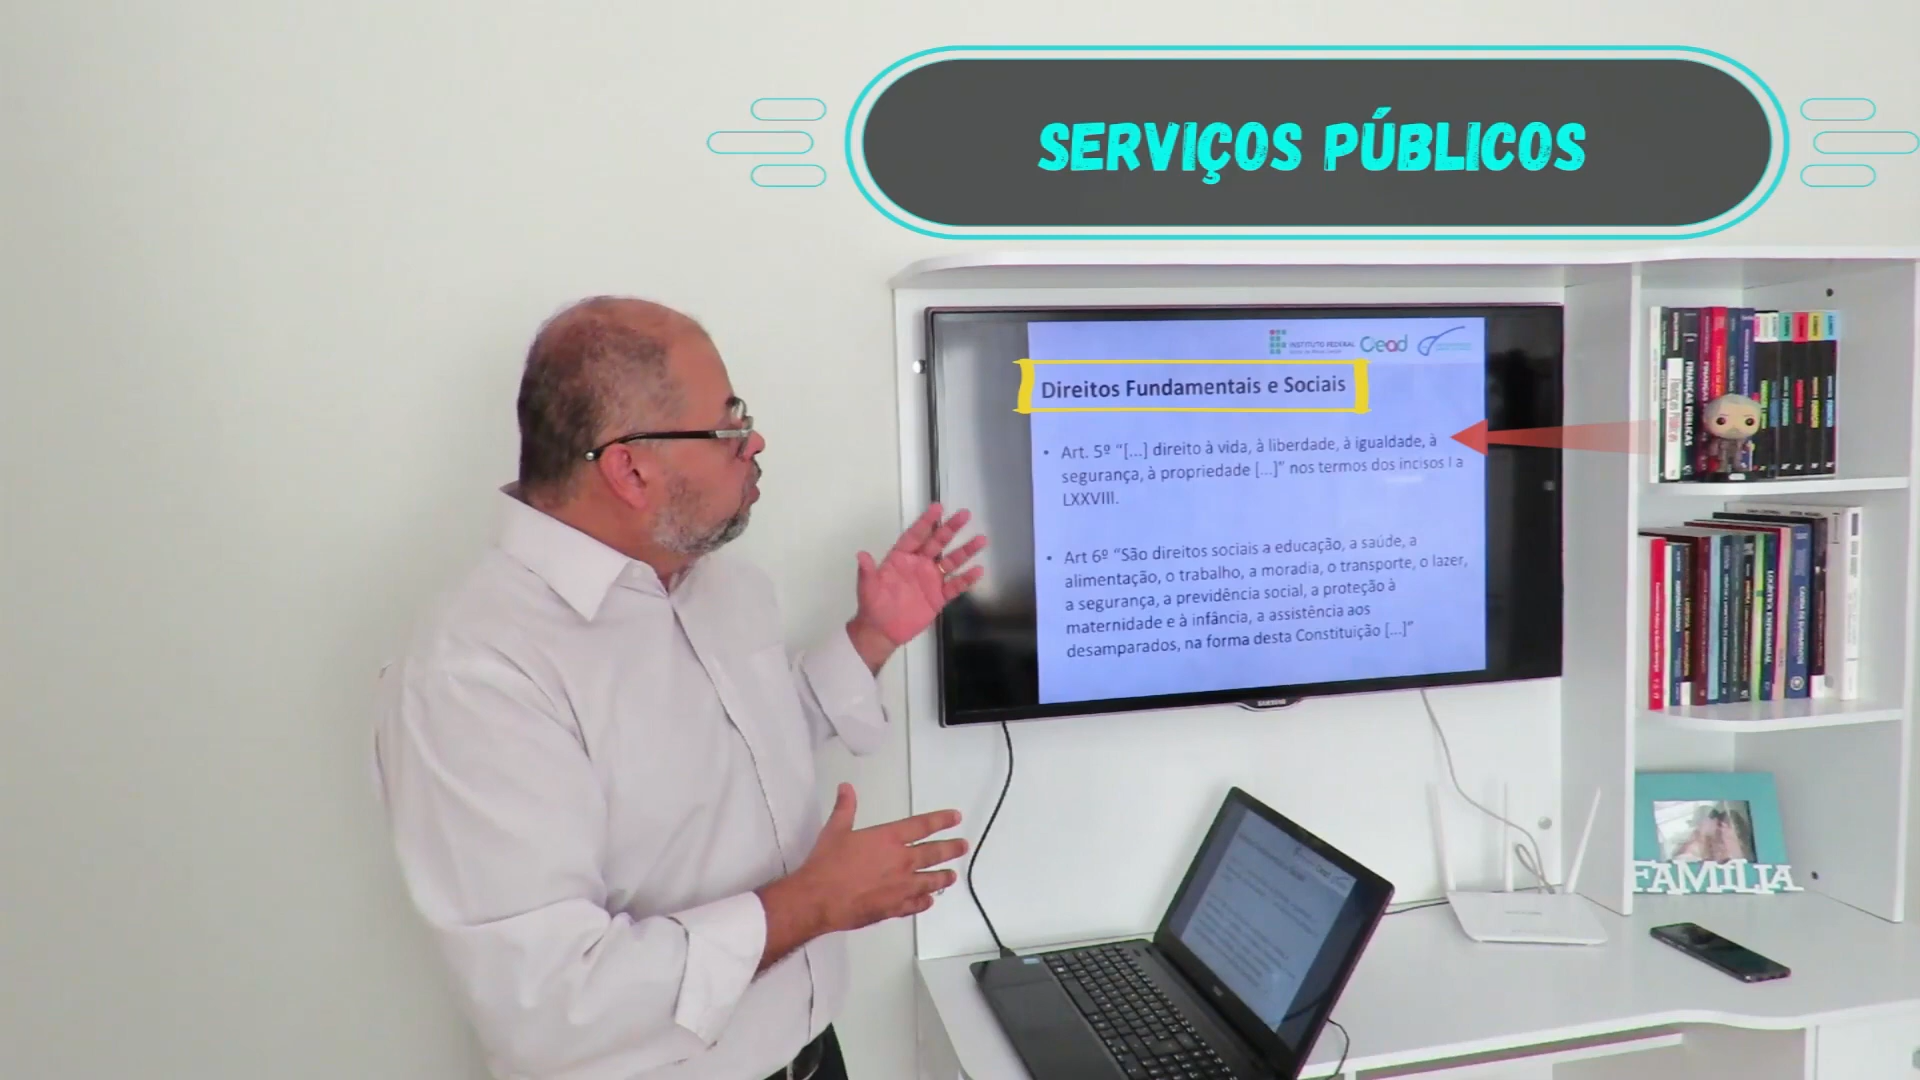 SERVIÇOS PÚBLICOS
INSTITUTO FEDERAL
Cead
Direitos Fundamentais e Sociais
• Art. 5º “[...] direito à vida, à liberdade, à igualdade, à
segurança, à propriedade [...]” nos termos dos incisos I a
LXXVIII.
• Art 6º “São direitos sociais a educação, a saúde, a
alimentação, o trabalho, a moradia, o transporte, o lazer,
a segurança, a previdência social, a proteção à
maternidade e à infância, a assistência aos
desamparados, na forma desta Constituição [...]”
SAMSUNG
FINANÇAS PÚBLICAS
FAMÍLIA